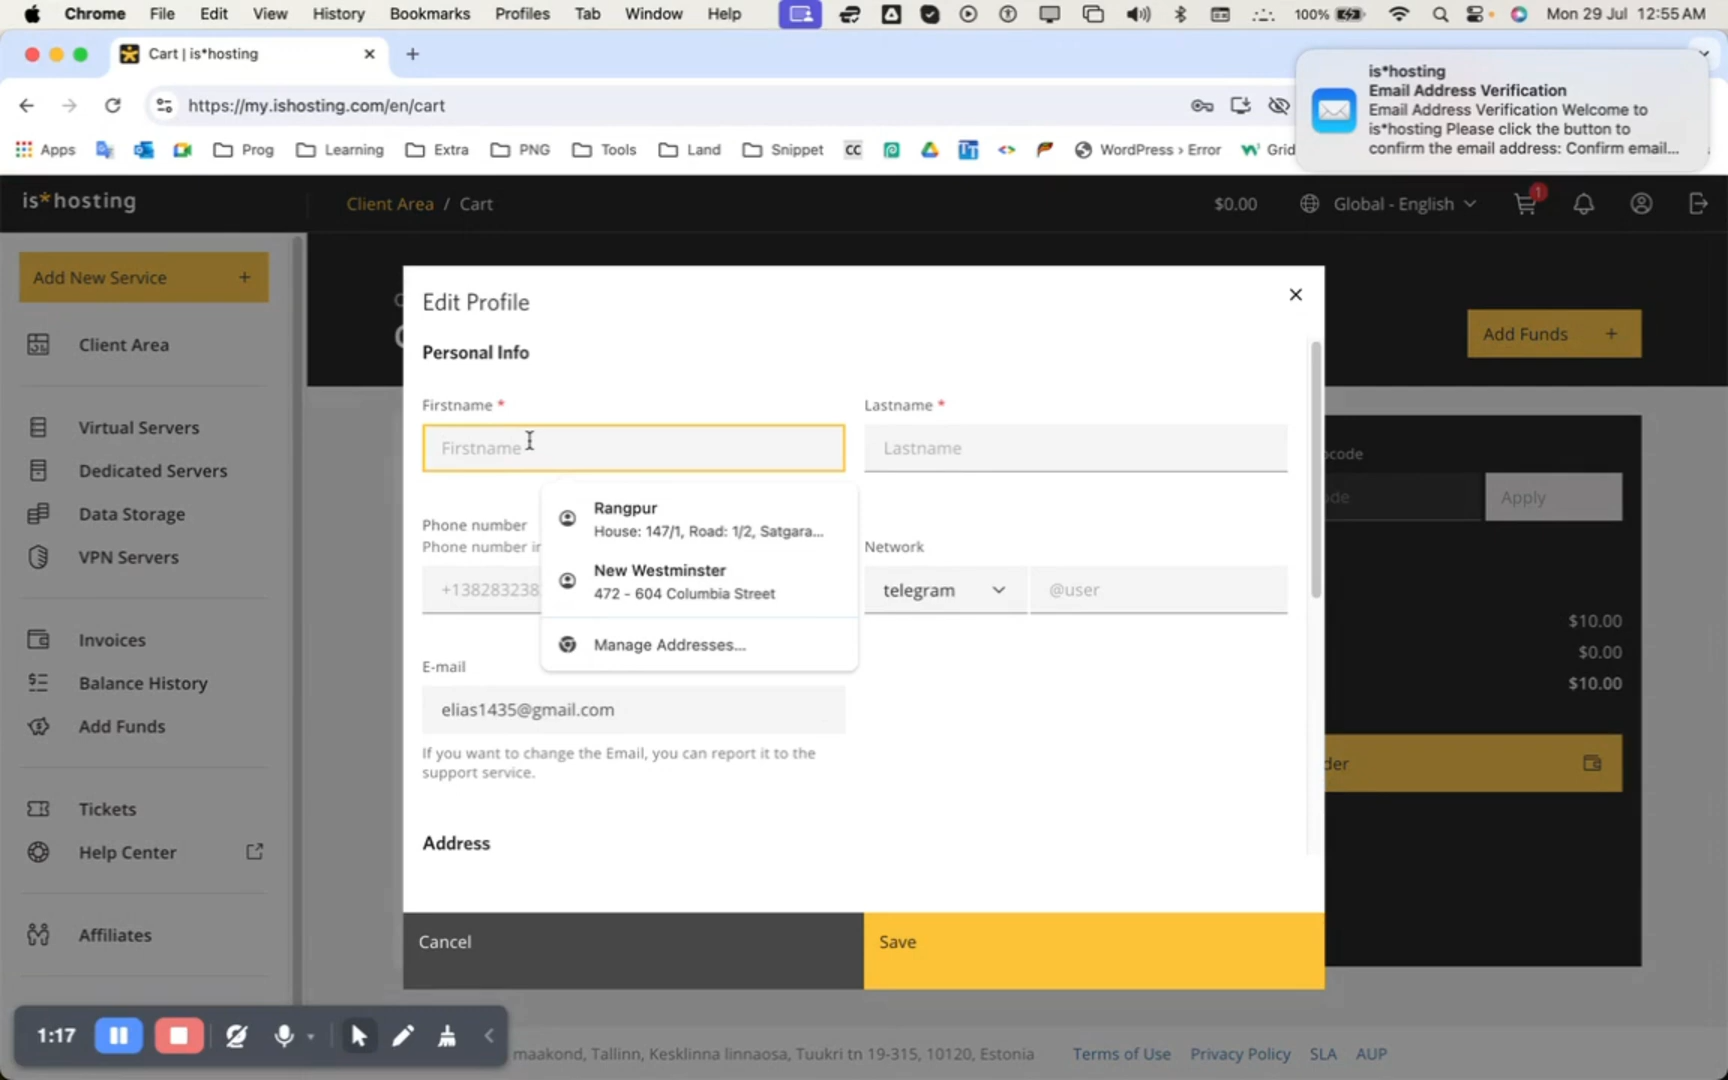 Chrome File Edit View History Bookmarks Profiles Tab Window Help 100% Mon 29 Jul 12:55 AM
Cart | is*hosting
https://my.ishosting.com/en/cart
is*hosting
Email Address Verification
Email Address Verification Welcome to
is*hosting Please click the button to
confirm the email address: Confirm email...
Apps Prog Learning Extra PNG Tools Land Snippet CC TT <> WordPress > Error Grid
is*hosting
Client Area / Cart
$0.00
Global - English
1
Add New Service +
Client Area
Virtual Servers
Dedicated Servers
Data Storage
VPN Servers
Invoices
Balance History
Add Funds
Tickets
Help Center
Affiliates
Add Funds +
Edit Profile
Personal Info
Firstname *
Lastname *
Firstname
Lastname
Rangpur
House: 147/1, Road: 1/2, Satgara...
New Westminster
472 - 604 Columbia Street
Manage Addresses...
Phone number
Phone number in
+138283238
Network
telegram
@user
E-mail
elias1435@gmail.com
If you want to change the Email, you can report it to the
support service.
Address
Cancel
Save
ocode
de
Apply
$10.00
$0.00
$10.00
der
1:17
maakond, Tallinn, Kesklinna linnaosa, Tuukri tn 19-315, 10120, Estonia
Terms of Use Privacy Policy SLA AUP